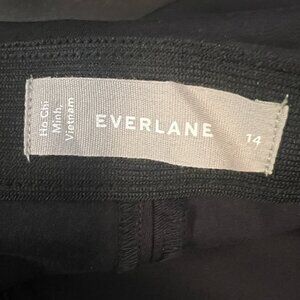 Ho Chi
Minh,
Vietnam
EVERLANE
14